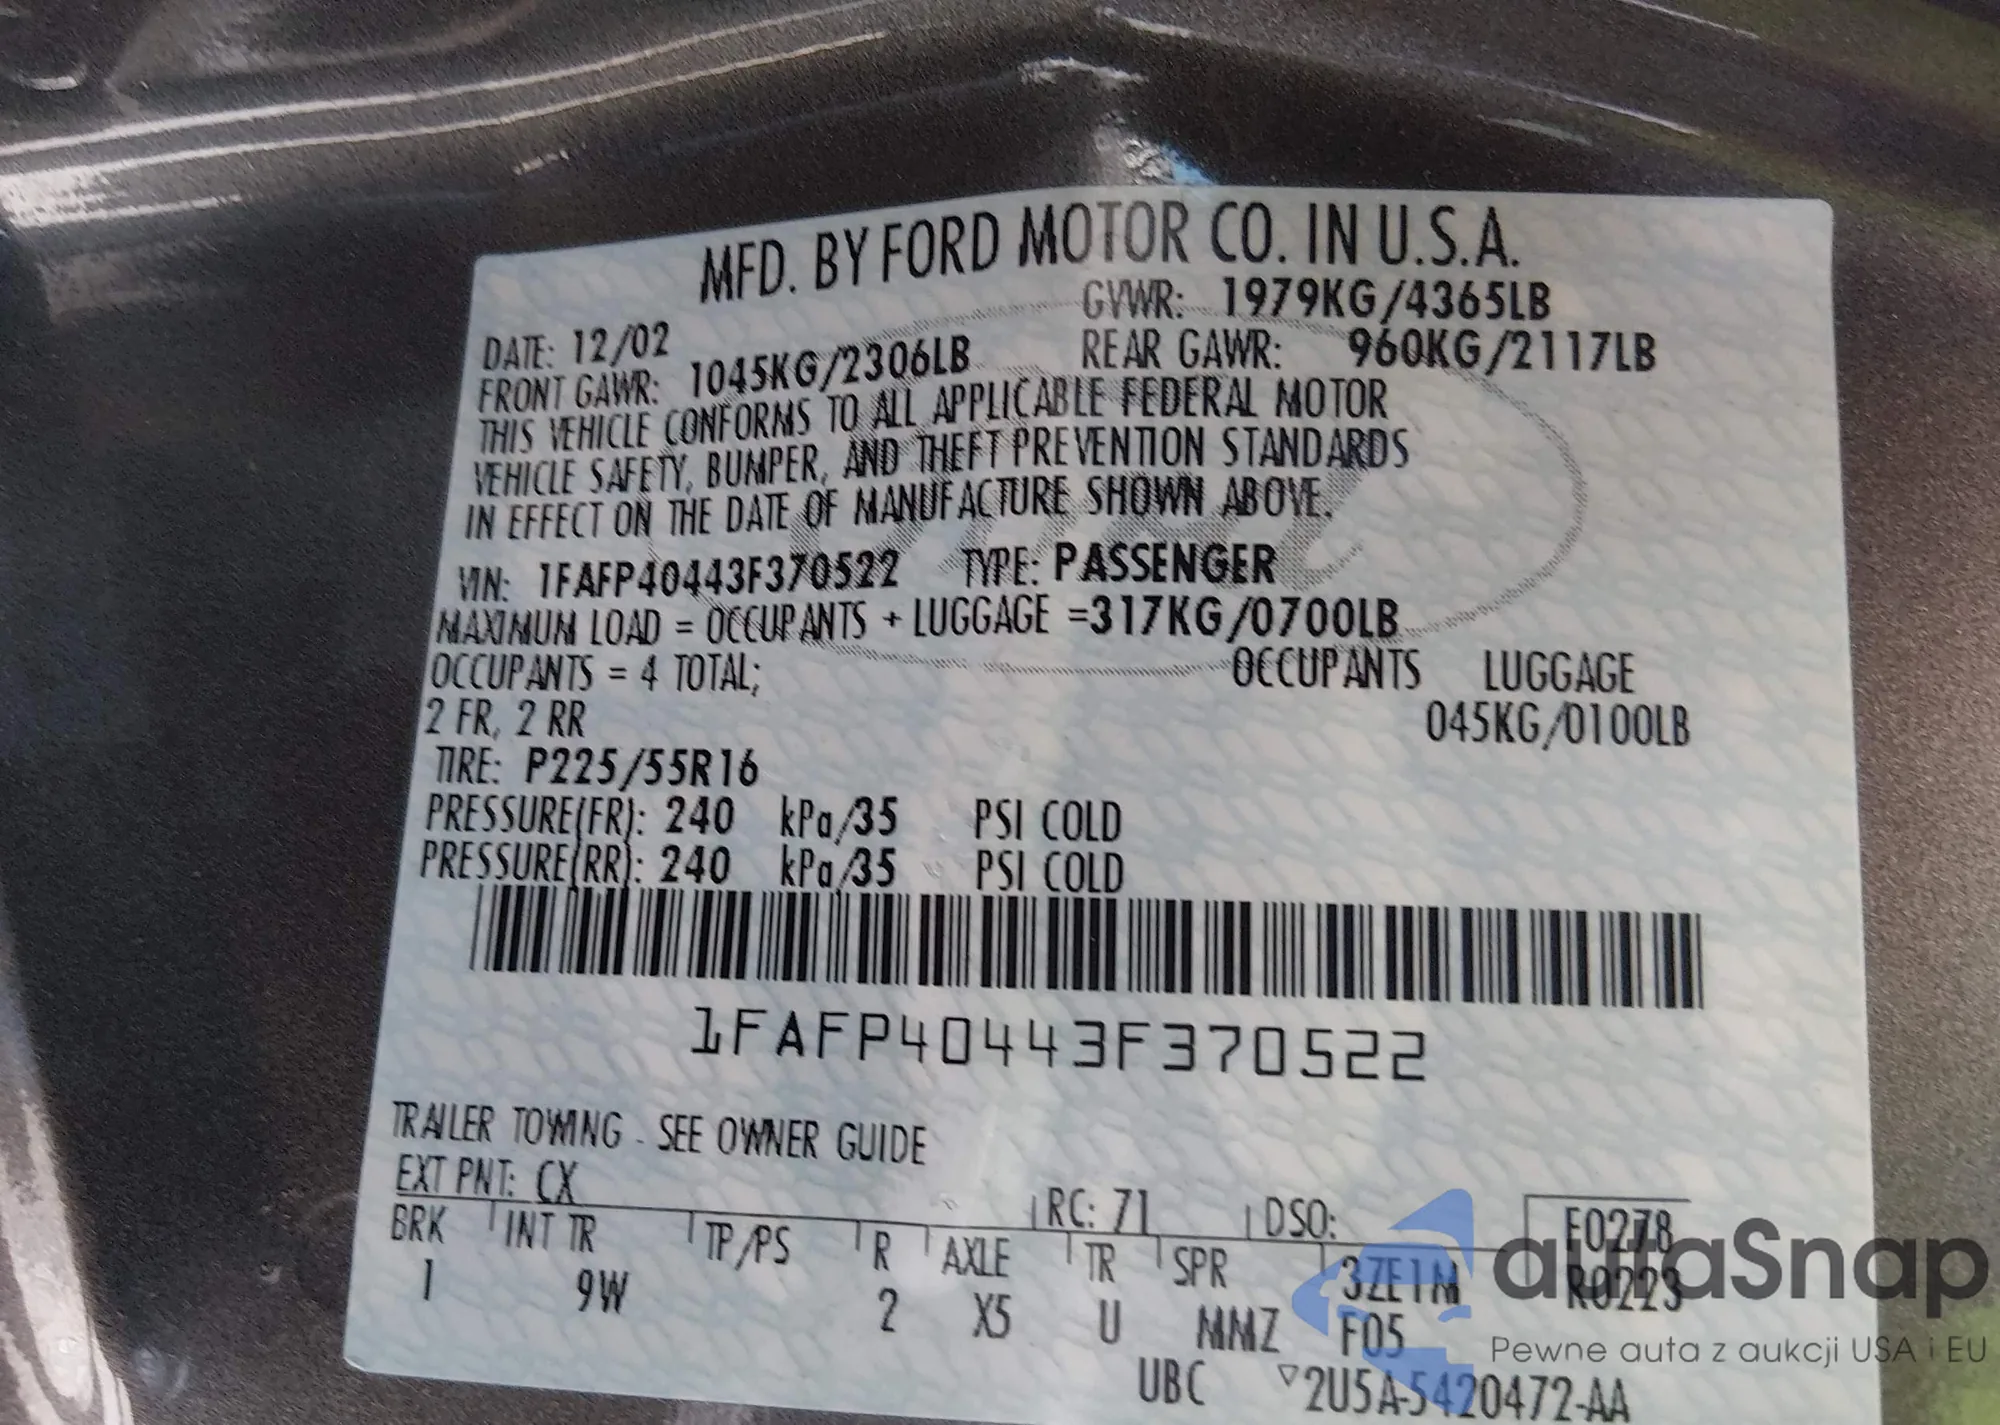 MFD. BY FORD MOTOR CO. IN U.S.A.
DATE: 12/02 GVWR: 1979KG/4365LB
FRONT GAWR: 1045KG/2306LB REAR GAWR: 960KG/2117LB
THIS VEHICLE CONFORMS TO ALL APPLICABLE FEDERAL MOTOR
VEHICLE SAFETY, BUMPER, AND THEFT PREVENTION STANDARDS
IN EFFECT ON THE DATE OF MANUFACTURE SHOWN ABOVE.
VIN: 1FAFP40443F370522 TYPE: PASSENGER
MAXIMUM LOAD = OCCUPANTS + LUGGAGE =317KG/0700LB
OCCUPANTS = 4 TOTAL; OCCUPANTS LUGGAGE
2 FR, 2 RR 045KG/0100LB
TIRE: P225/55R16
PRESSURE(FR): 240 kPa/35 PSI COLD
PRESSURE(RR): 240 kPa/35 PSI COLD
1FAFP40443F370522
TRAILER TOWING - SEE OWNER GUIDE
EXT PNT: CX RC: 71 DSO: F0278
BRK INT TR TP/PS R AXLE TR SPR 3ZE1M R0223
1 9W 2 X5 U MMZ F05
UBC ▽2U5A-5420472-AA
autaSnap
Pewne auta z aukcji USA i EU